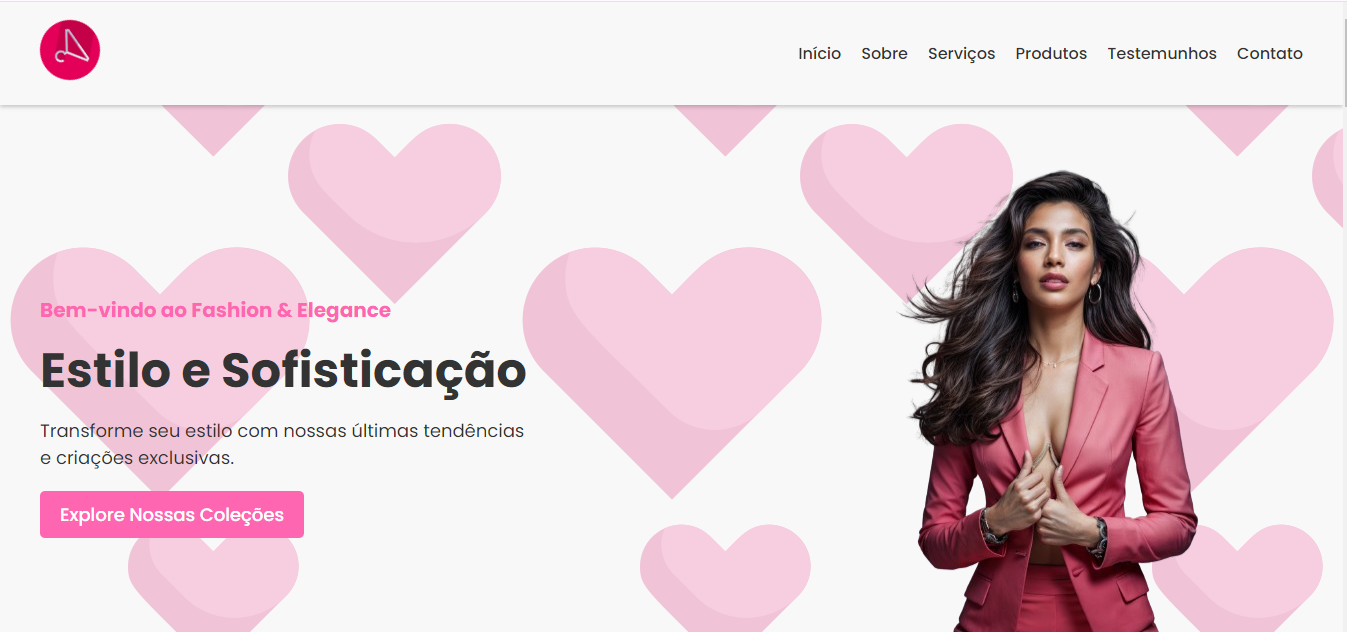 Início Sobre Serviços Produtos Testemunhos Contato
Bem-vindo ao Fashion & Elegance
Estilo e Sofisticação
Transforme seu estilo com nossas últimas tendências
e criações exclusivas.
Explore Nossas Coleções